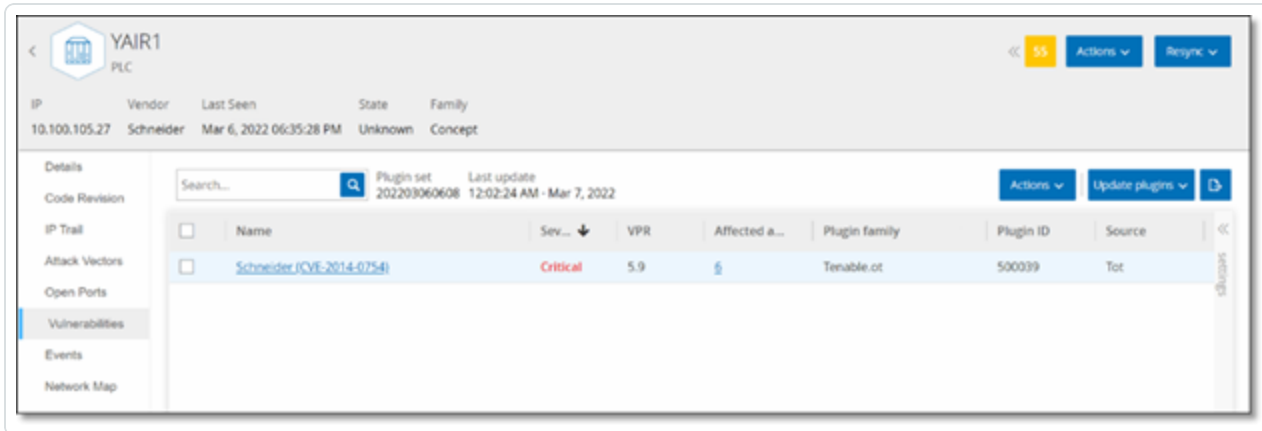 YAIR1
PLC
55 Actions Resync
IP Vendor Last Seen State Family
10.100.105.27 Schneider Mar 6, 2022 06:35:28 PM Unknown Concept
Details
Code Revision
IP Trail
Attack Vectors
Open Ports
Vulnerabilities
Events
Network Map
Search... Plugin set Last update
202203060608 12:02:24 AM - Mar 7, 2022
Actions Update plugins
Name Sev... VPR Affected a... Plugin family Plugin ID Source
Schneider (CVE-2014-0754) Critical 5.9 6 Tenable.ot 500039 Tot
settings